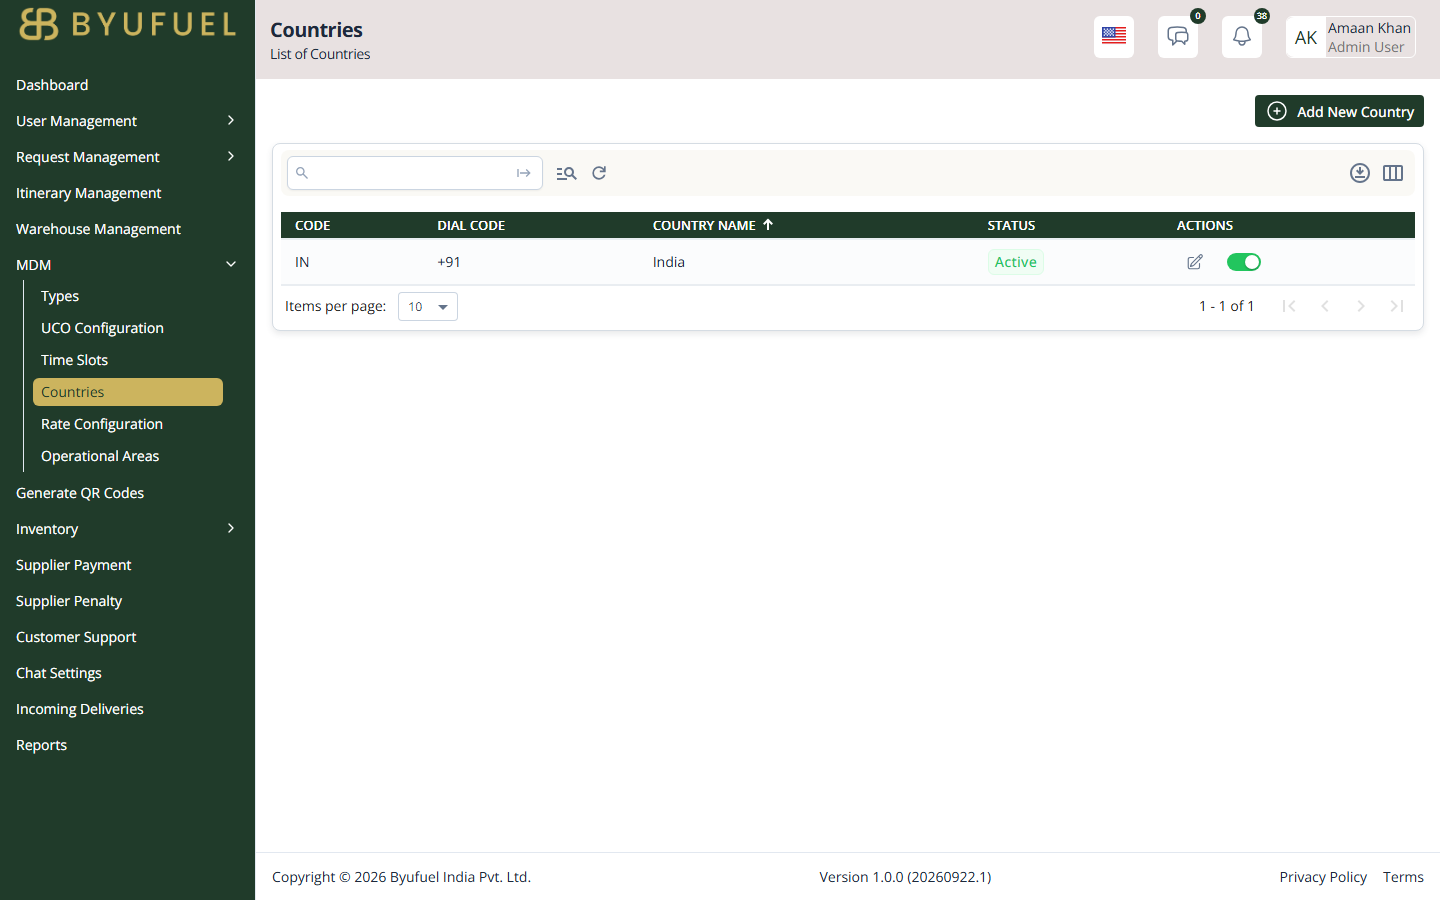 BYUFUEL
Dashboard
User Management
Request Management
Itinerary Management
Warehouse Management
MDM
Types
UCO Configuration
Time Slots
Countries
Rate Configuration
Operational Areas
Generate QR Codes
Inventory
Supplier Payment
Supplier Penalty
Customer Support
Chat Settings
Incoming Deliveries
Reports
Countries
List of Countries
0
38
AK
Amaan Khan
Admin User
Add New Country
CODE DIAL CODE COUNTRY NAME STATUS ACTIONS
IN +91 India Active
Items per page: 10 1 - 1 of 1
Copyright © 2026 Byufuel India Pvt. Ltd. Version 1.0.0 (20260922.1) Privacy Policy Terms